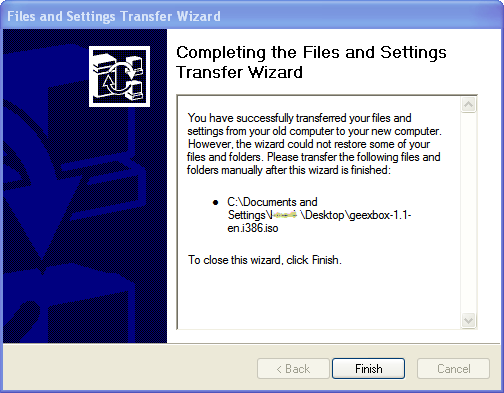 Files and Settings Transfer Wizard
Completing the Files and Settings
Transfer Wizard
You have successfully transferred your files and
settings from your old computer to your new computer.
However, the wizard could not restore some of your
files and folders. Please transfer the following files and
folders manually after this wizard is finished:
● C:\Documents and
Settings\ \Desktop\geexbox-1.1-
en.i386.iso
To close this wizard, click Finish.
< Back
Finish
Cancel